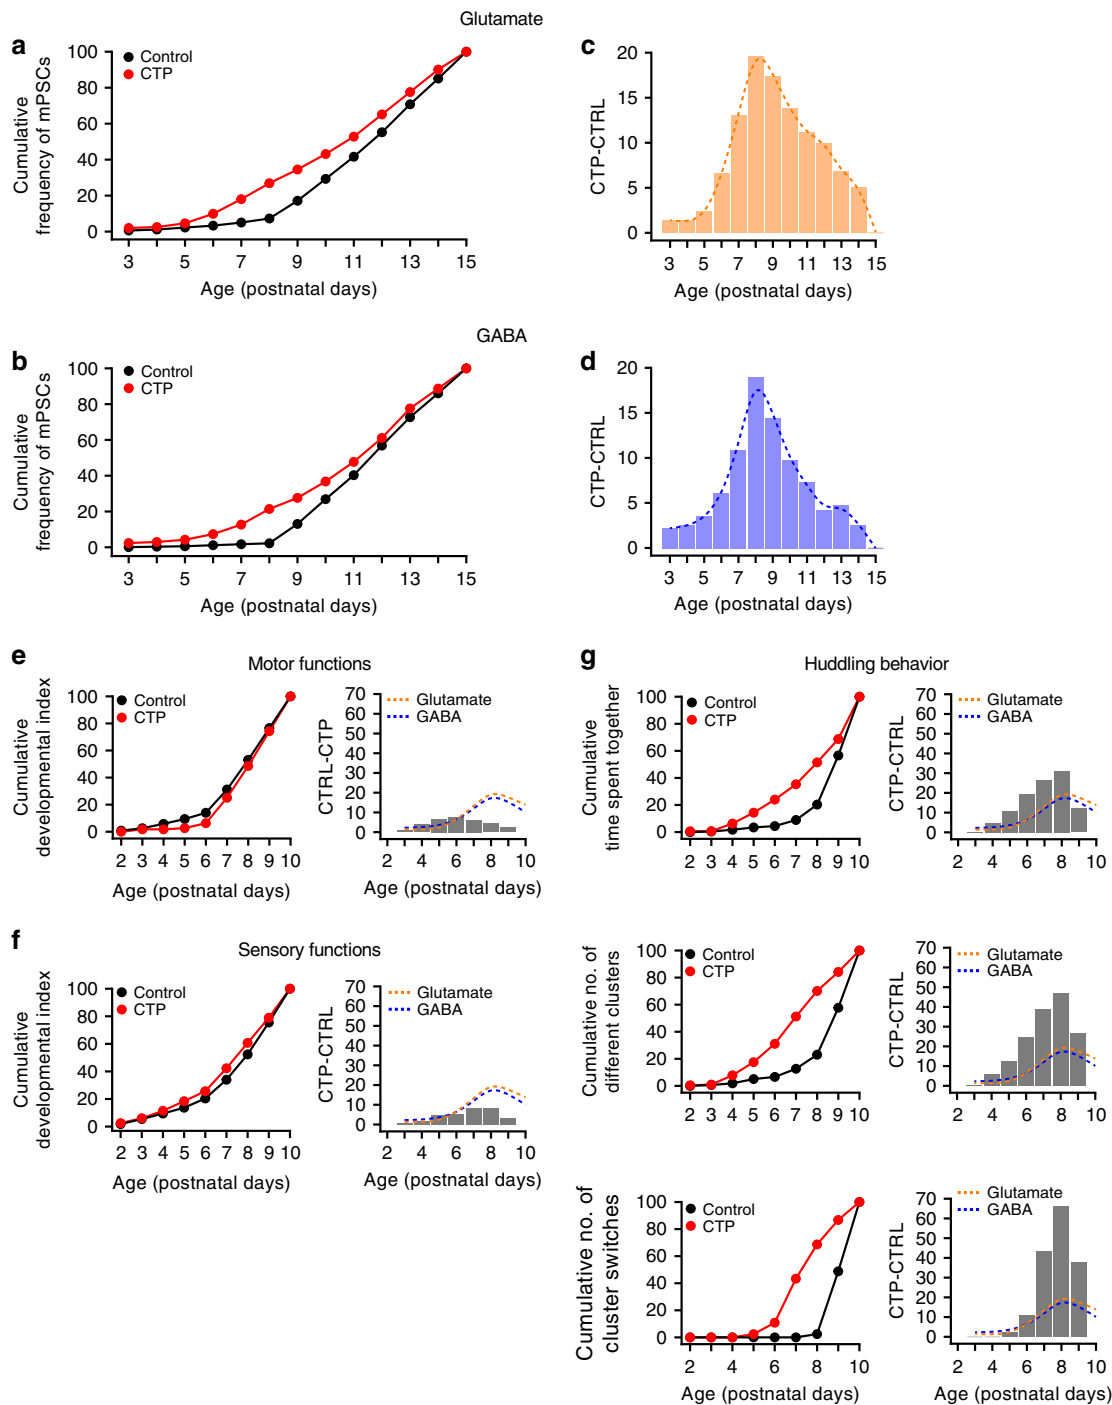 Glutamate
a
Cumulative
frequency of mPSCs
100
80
60
40
20
0
Control
CTP
3 5 7 9 11 13 15
Age (postnatal days)
c
CTP-CTRL
20
15
10
5
0
3 5 7 9 11 13 15
Age (postnatal days)
GABA
b
Cumulative
frequency of mPSCs
100
80
60
40
20
0
Control
CTP
3 5 7 9 11 13 15
Age (postnatal days)
d
CTP-CTRL
20
15
10
5
0
3 5 7 9 11 13 15
Age (postnatal days)
e
Motor functions
Cumulative
developmental index
100
80
60
40
20
0
Control
CTP
2 3 4 5 6 7 8 9 10
Age (postnatal days)
CTRL-CTP
70
60
50
40
30
20
10
0
Glutamate
GABA
2 4 6 8 10
Age (postnatal days)
f
Sensory functions
Cumulative
developmental index
100
80
60
40
20
0
Control
CTP
2 3 4 5 6 7 8 9 10
Age (postnatal days)
CTP-CTRL
70
60
50
40
30
20
10
0
Glutamate
GABA
2 4 6 8 10
Age (postnatal days)
g
Huddling behavior
Cumulative
time spent together
100
80
60
40
20
0
Control
CTP
2 3 4 5 6 7 8 9 10
CTP-CTRL
70
60
50
40
30
20
10
0
Glutamate
GABA
2 4 6 8 10
Cumulative no. of
different clusters
100
80
60
40
20
0
Control
CTP
2 3 4 5 6 7 8 9 10
CTP-CTRL
70
60
50
40
30
20
10
0
Glutamate
GABA
2 4 6 8 10
Cumulative no. of
cluster switches
100
80
60
40
20
0
Control
CTP
2 4 6 8 10
Age (postnatal days)
CTP-CTRL
70
60
50
40
30
20
10
0
Glutamate
GABA
2 4 6 8 10
Age (postnatal days)